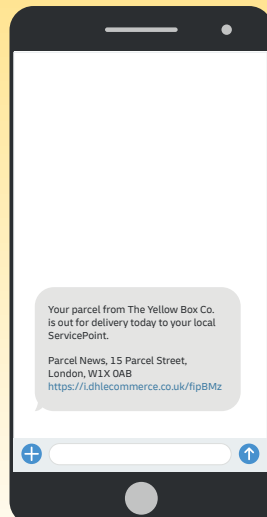 Your parcel from The Yellow Box Co.
is out for delivery today to your local
ServicePoint.
Parcel News, 15 Parcel Street,
London, W1X 0AB
https://i.dhlecommerce.co.uk/fipBMz